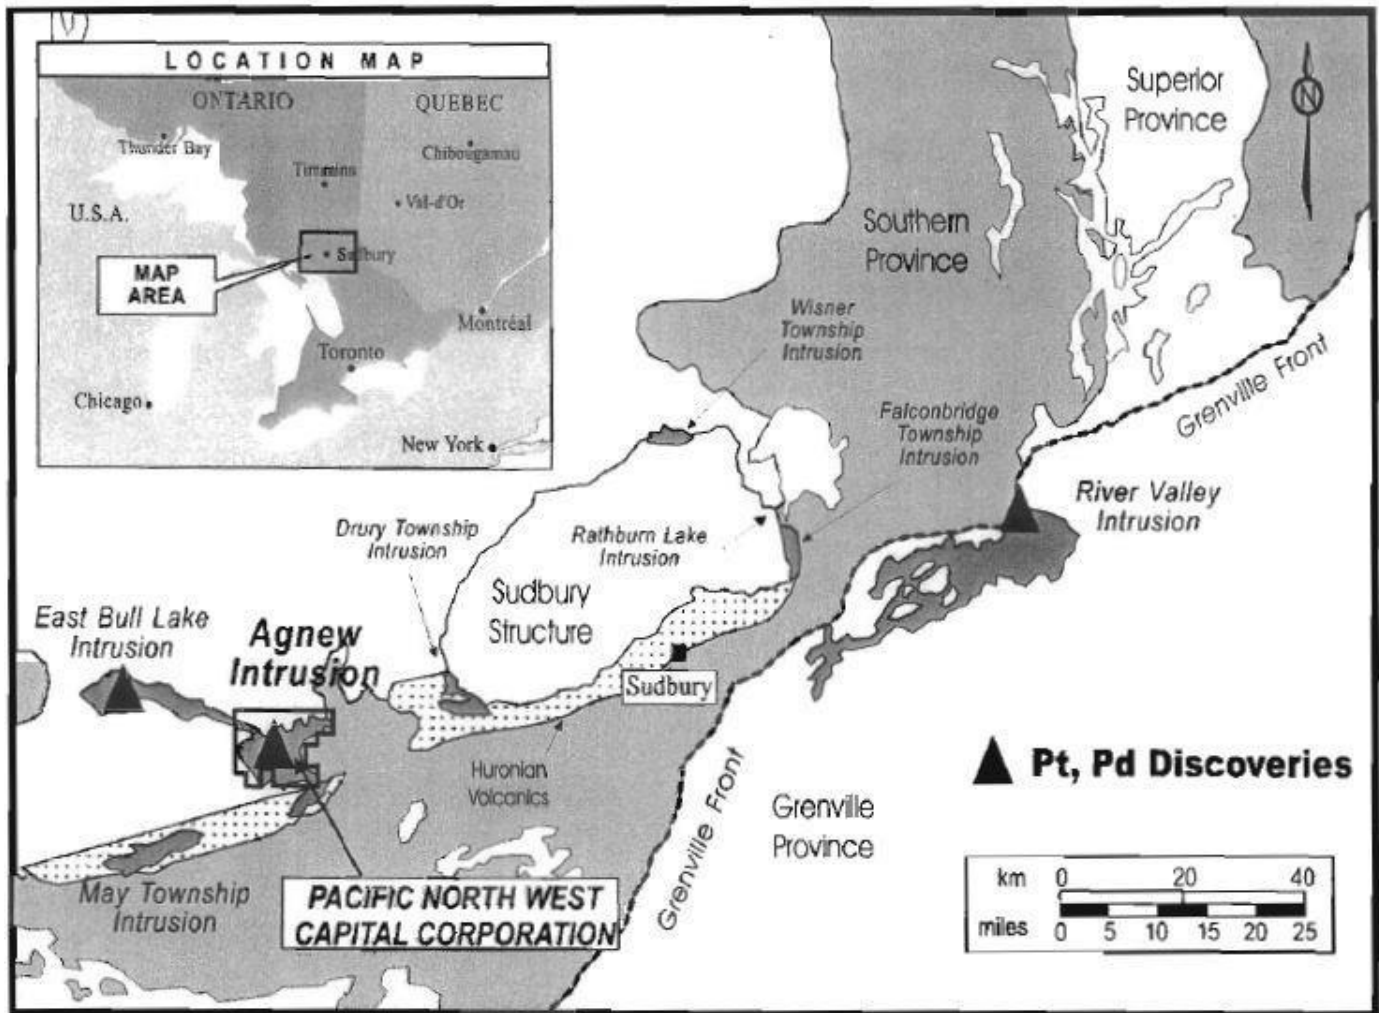 LOCATION MAP
ONTARIO
QUEBEC
Thunder Bay
Chibougamau
Timmins
Val-d'Or
U.S.A.
Sudbury
MAP
AREA
Montréal
Toronto
Chicago
New York
Superior
Province
N
Southern
Province
Wisner
Township
Intrusion
Grenville Front
Falconbridge
Township
Intrusion
River Valley
Intrusion
Drury Township
Intrusion
Rathburn Lake
Intrusion
Sudbury
Structure
East Bull Lake
Intrusion
Agnew
Intrusion
Sudbury
Huronian
Volcanics
Grenville Front
Grenville
Province
Pt, Pd Discoveries
May Township
Intrusion
PACIFIC NORTH WEST
CAPITAL CORPORATION
km 0 20 40
miles 0 5 10 15 20 25